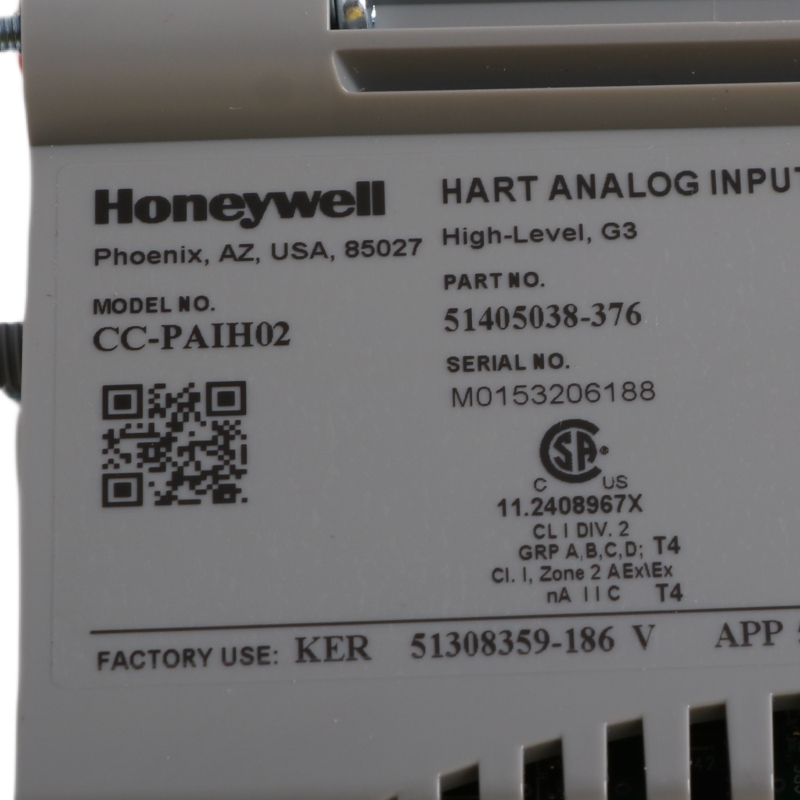 Honeywell
Phoenix, AZ, USA, 85027
MODEL NO.
CC-PAIH02
HART ANALOG INPUT
High-Level, G3
PART NO.
51405038-376
SERIAL NO.
M0153206188
CSA
C US
11.2408967X
CL I DIV. 2
GRP A,B,C,D; T4
Cl. I, Zone 2 AEx\Ex
nA IIC T4
FACTORY USE: KER 51308359-186 V APP